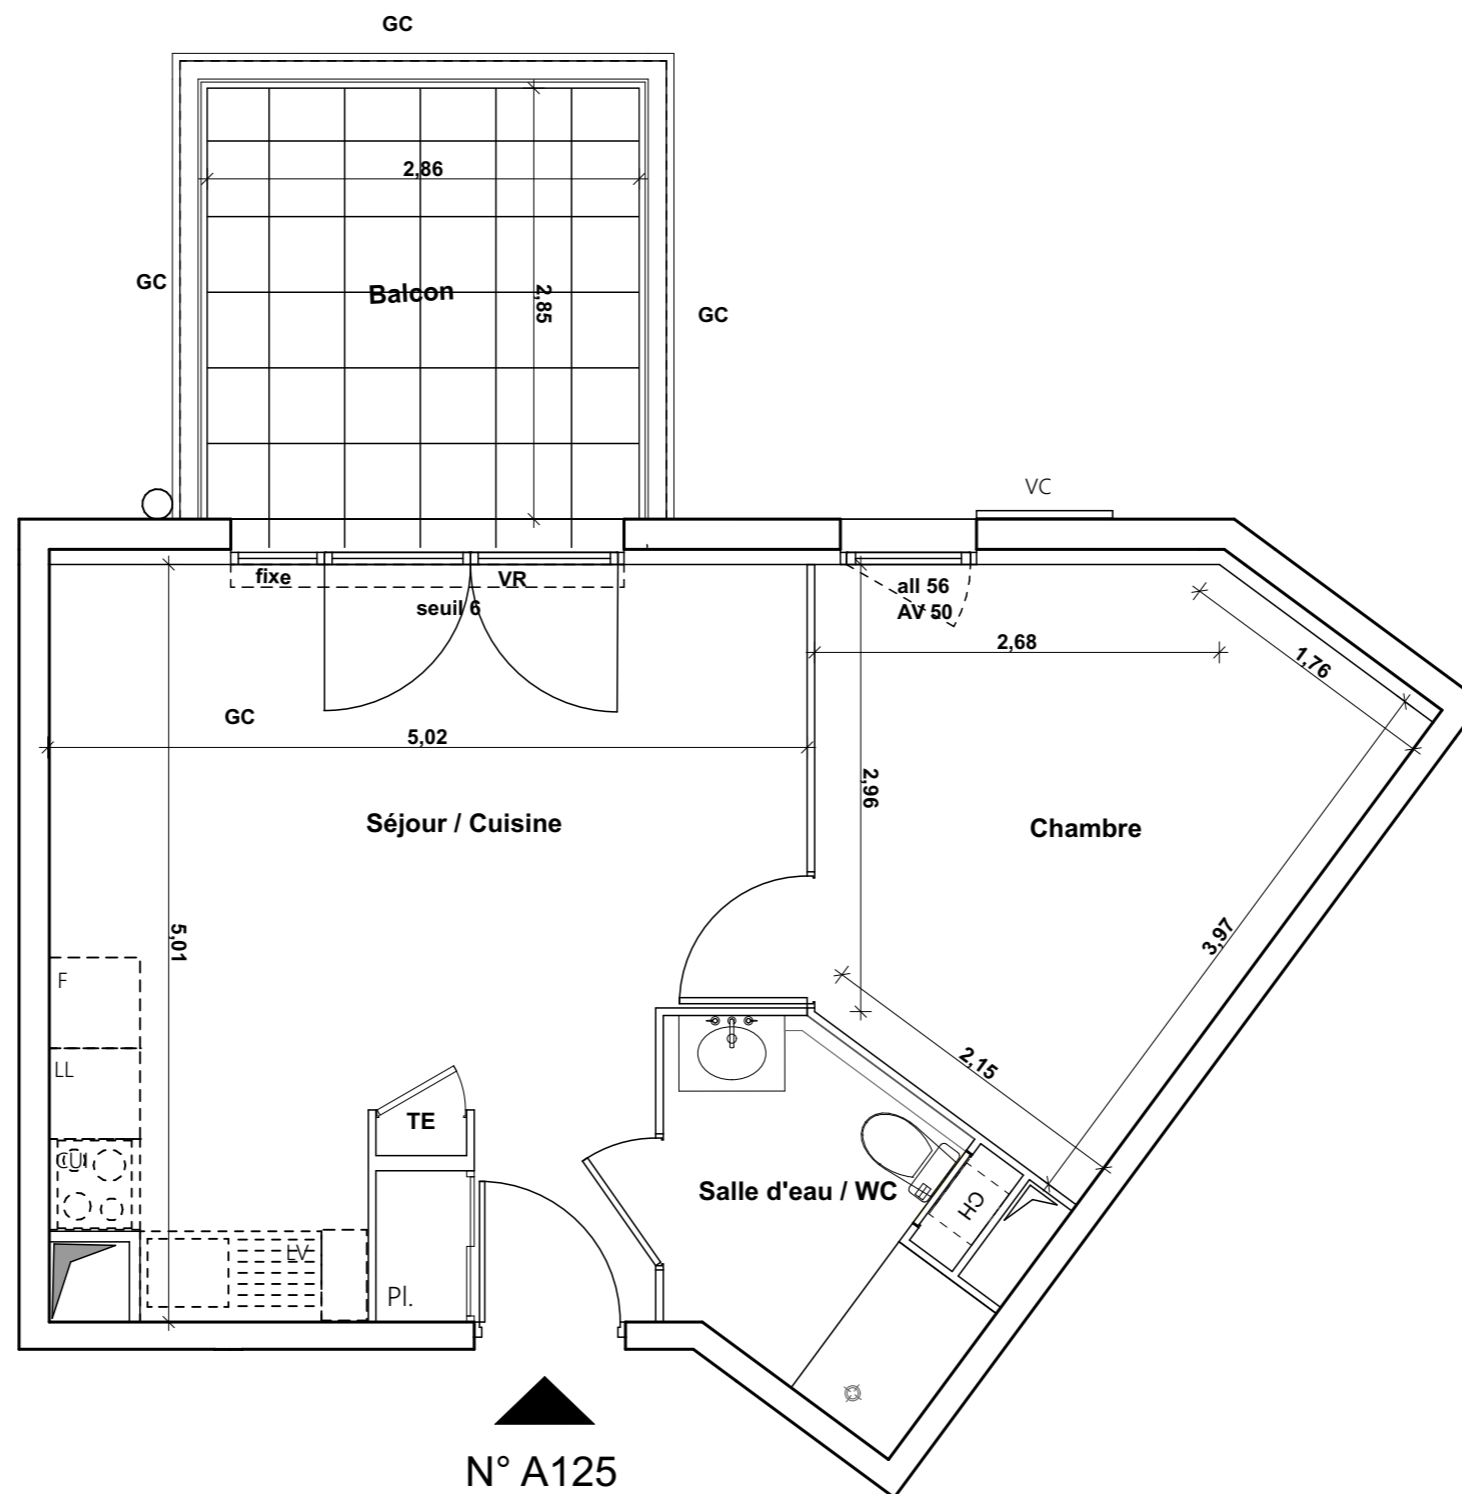 GC
2,86
Balcon
2,85
GC
GC
VC
fixe
VR
seuil 6
all 56
AV 50
2,68
1,76
GC
5,02
2,96
Séjour / Cuisine
Chambre
5,01
3,97
F
LL
2,15
TE
CU
Salle d'eau / WC
CH
LV
Pl.
N° A125